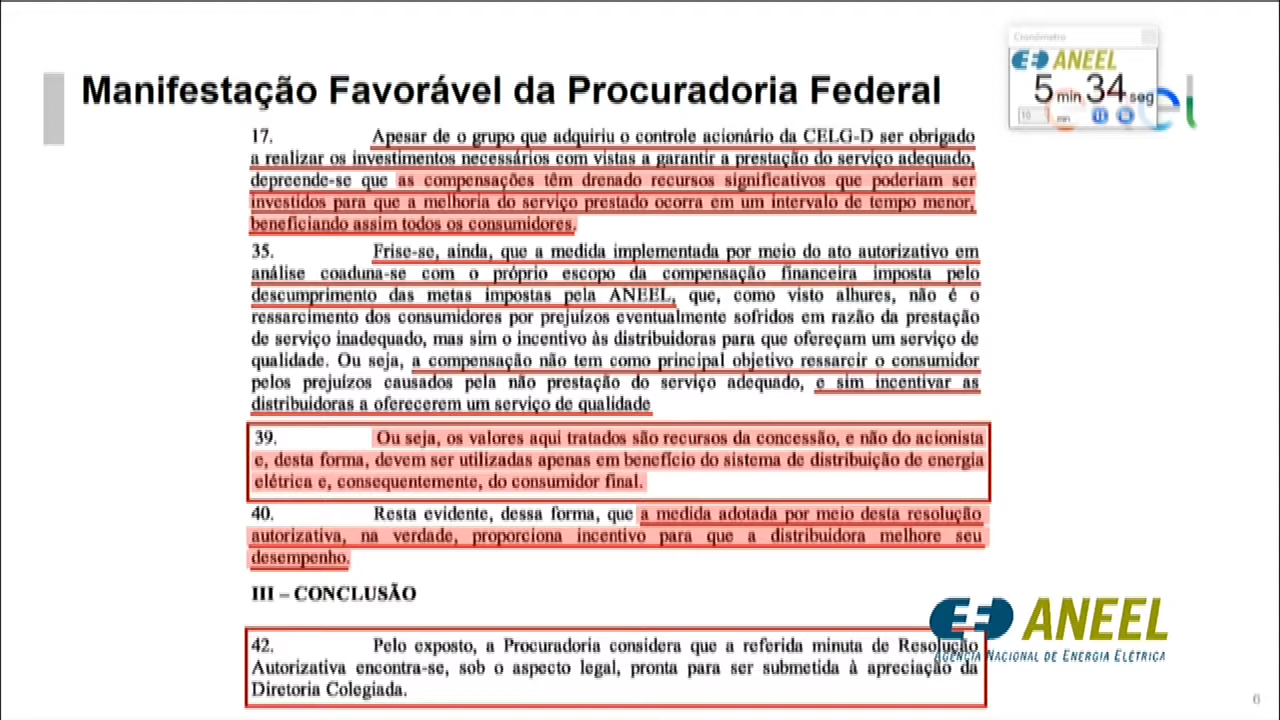 Cronômetro
ANEEL
5 min 34 seg
10 min
Manifestação Favorável da Procuradoria Federal
17. Apesar de o grupo que adquiriu o controle acionário da CELG-D ser obrigado
a realizar os investimentos necessários com vistas a garantir a prestação do serviço adequado,
depreende-se que as compensações têm drenado recursos significativos que poderiam ser
investidos para que a melhoria do serviço prestado ocorra em um intervalo de tempo menor,
beneficiando assim todos os consumidores.
35. Frise-se, ainda, que a medida implementada por meio do ato autorizativo em
análise coaduna-se com o próprio escopo da compensação financeira imposta pelo
descumprimento das metas impostas pela ANEEL, que, como visto alhures, não é o
ressarcimento dos consumidores por prejuízos eventualmente sofridos em razão da prestação
de serviço inadequado, mas sim o incentivo às distribuidoras para que ofereçam um serviço de
qualidade. Ou seja, a compensação não tem como principal objetivo ressarcir o consumidor
pelos prejuízos causados pela não prestação do serviço adequado, e sim incentivar as
distribuidoras a oferecerem um serviço de qualidade
39. Ou seja, os valores aqui tratados são recursos da concessão, e não do acionista
e, desta forma, devem ser utilizadas apenas em benefício do sistema de distribuição de energia
elétrica e, consequentemente, do consumidor final.
40. Resta evidente, dessa forma, que a medida adotada por meio desta resolução
autorizativa, na verdade, proporciona incentivo para que a distribuidora melhore seu
desempenho.
III – CONCLUSÃO
42. Pelo exposto, a Procuradoria considera que a referida minuta de Resolução
Autorizativa encontra-se, sob o aspecto legal, pronta para ser submetida à apreciação da
Diretoria Colegiada.
ANEEL
AGÊNCIA NACIONAL DE ENERGIA ELÉTRICA
6